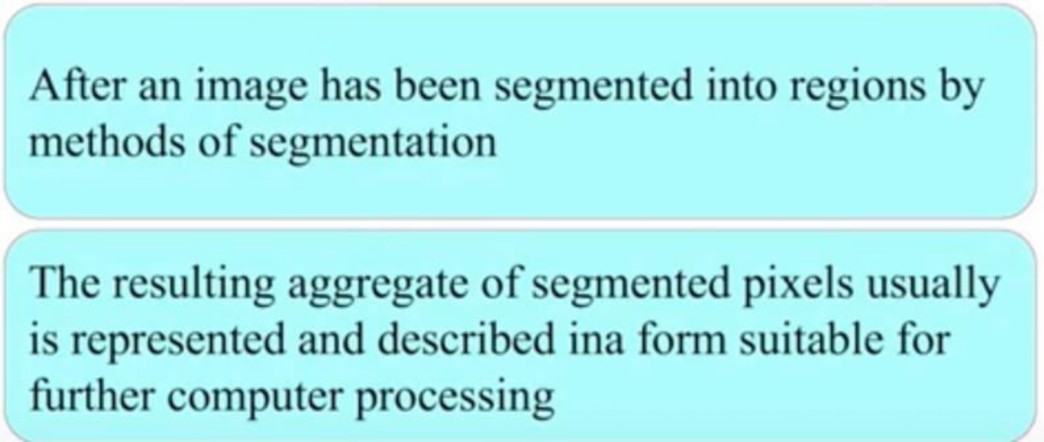 After an image has been segmented into regions by
methods of segmentation
The resulting aggregate of segmented pixels usually
is represented and described ina form suitable for
further computer processing